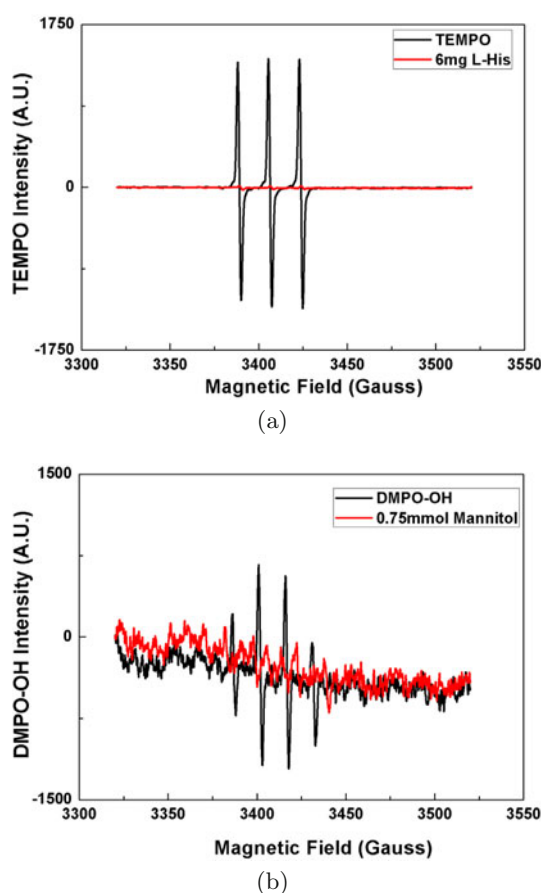 1750
TEMPO
6mg L-His
TEMPO Intensity (A.U.)
0
-1750
3300 3350 3400 3450 3500 3550
Magnetic Field (Gauss)
(a)
1500
DMPO-OH
0.75mmol Mannitol
DMPO-OH Intensity (A.U.)
0
-1500
3300 3350 3400 3450 3500 3550
Magnetic Field (Gauss)
(b)